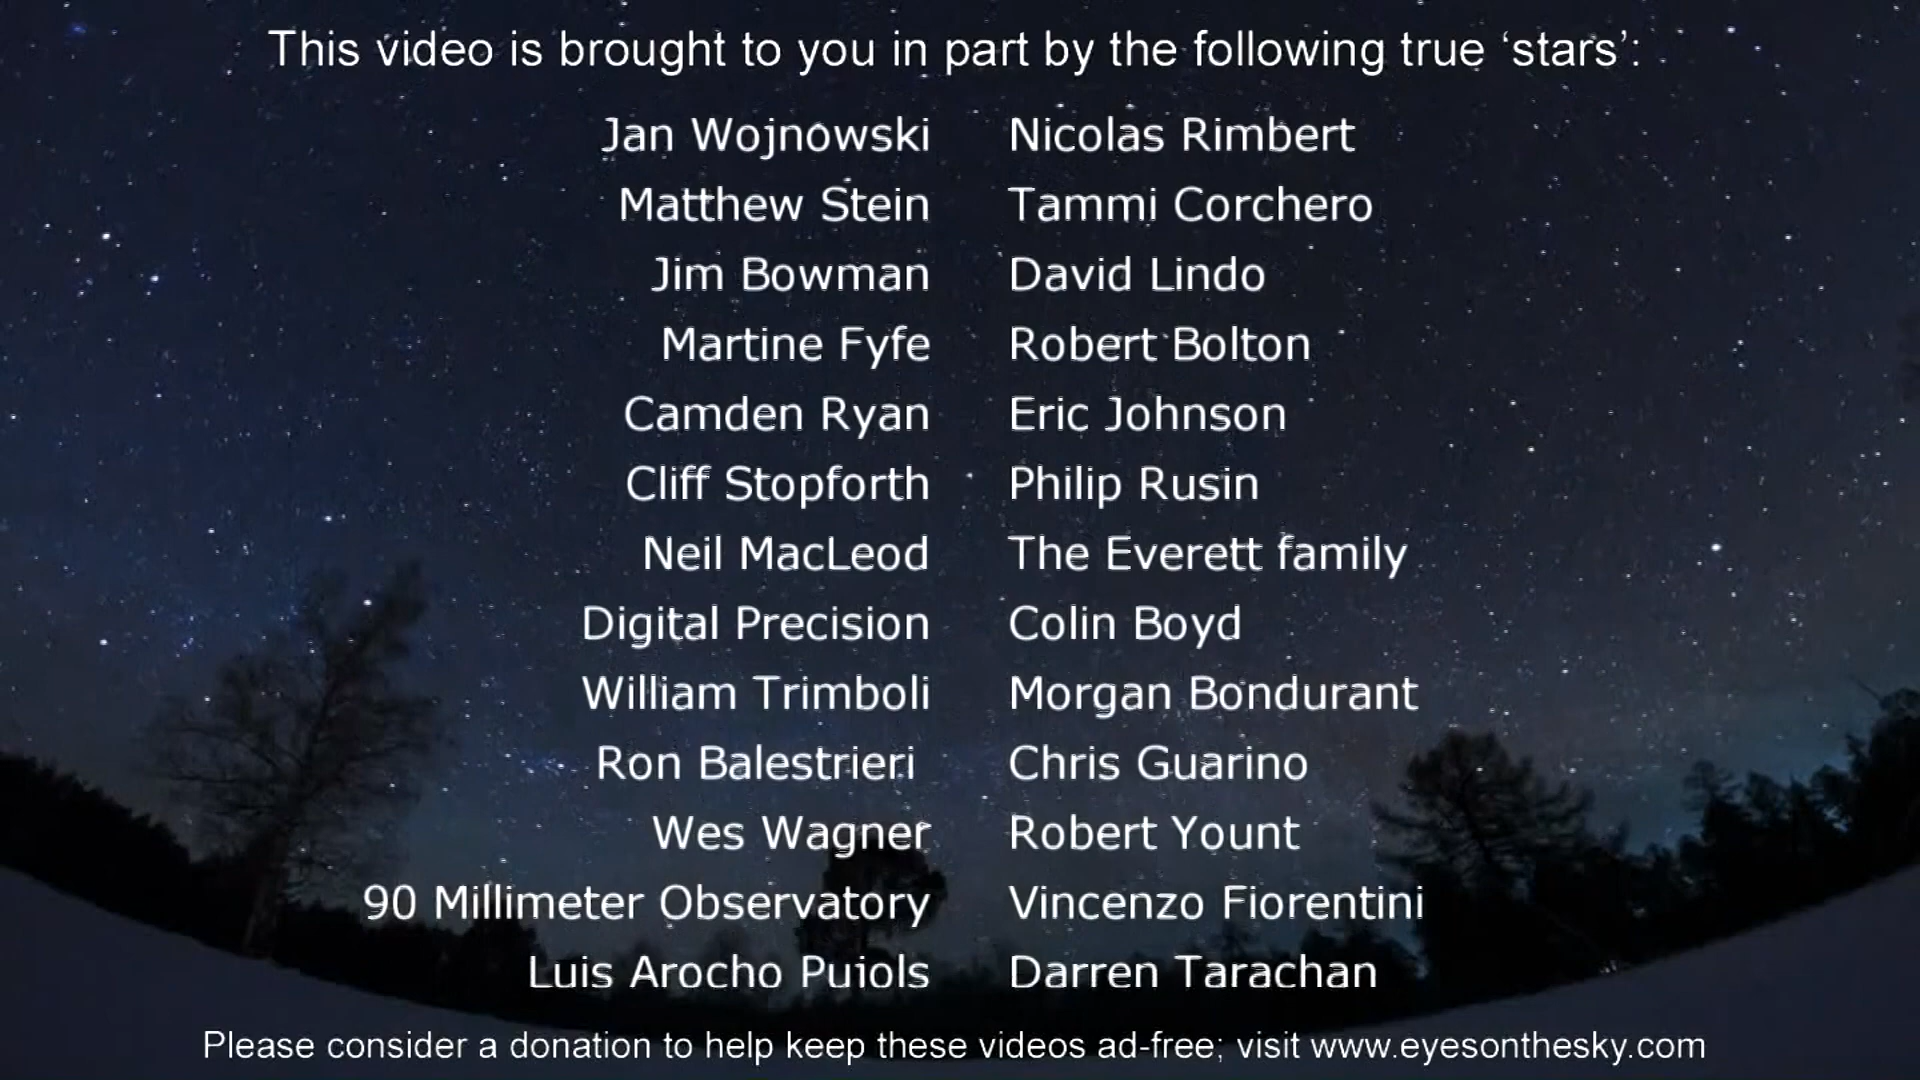 This video is brought to you in part by the following true ‘stars’:
Jan Wojnowski Nicolas Rimbert
Matthew Stein Tammi Corchero
Jim Bowman David Lindo
Martine Fyfe Robert Bolton
Camden Ryan Eric Johnson
Cliff Stopforth Philip Rusin
Neil MacLeod The Everett family
Digital Precision Colin Boyd
William Trimboli Morgan Bondurant
Ron Balestrieri Chris Guarino
Wes Wagner Robert Yount
90 Millimeter Observatory Vincenzo Fiorentini
Luis Arocho Pujols Darren Tarachan
Please consider a donation to help keep these videos ad-free; visit www.eyesonthesky.com